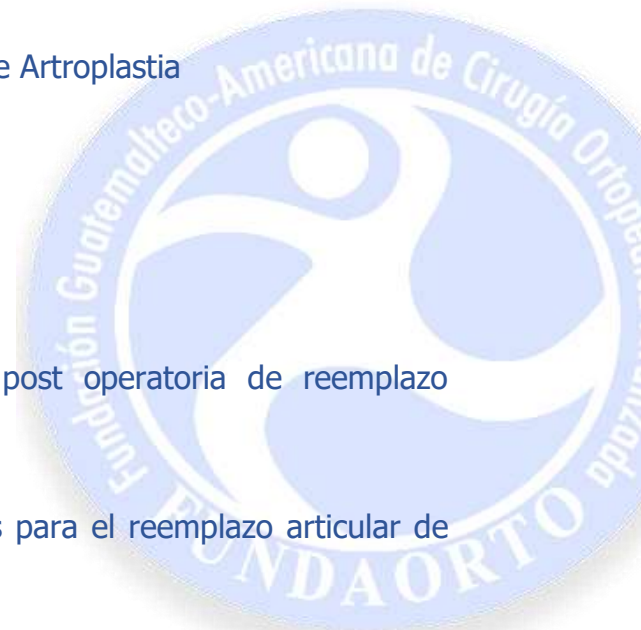 e Artroplastia
Fundación Guatemalteco-Americana de Cirugía Ortopédica Avanzada
post operatoria de reemplazo
s para el reemplazo articular de
FUNDAORTO